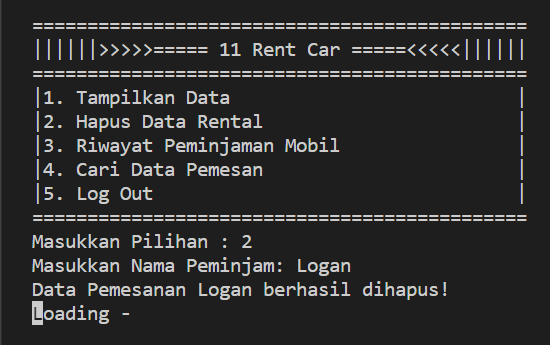 =============================================
||||||>>>>>===== 11 Rent Car =====<<<<<||||||
=============================================
|1. Tampilkan Data                          |
|2. Hapus Data Rental                       |
|3. Riwayat Peminjaman Mobil                |
|4. Cari Data Pemesan                       |
|5. Log Out                                 |
=============================================
Masukkan Pilihan : 2
Masukkan Nama Peminjam: Logan
Data Pemesanan Logan berhasil dihapus!
Loading -